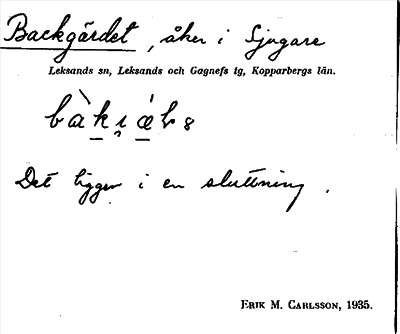 Backgärdet, åker i Sjugare
Leksands sn, Leksands och Gagnefs tg, Kopparbergs län.
Det ligger i en sluttning.
ERIK M. CARLSSON, 1935.